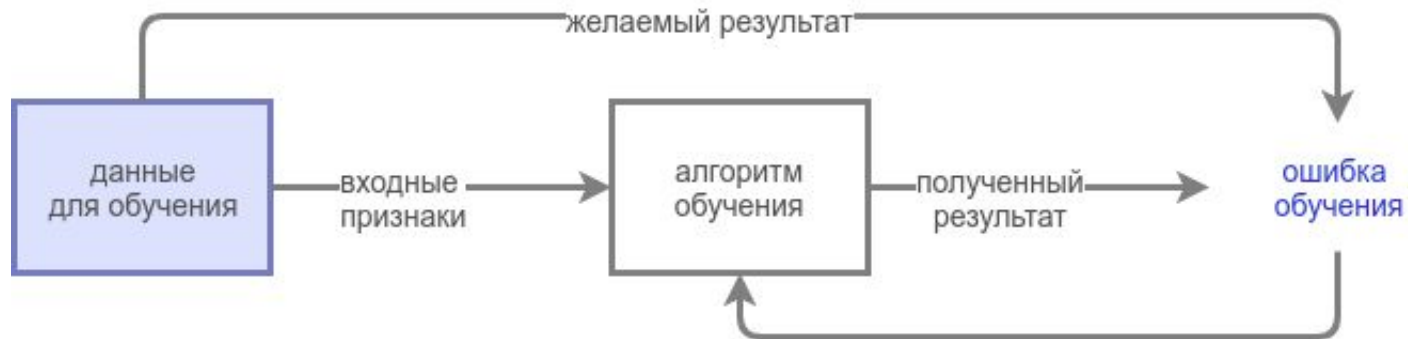 желаемый результат
данные
для обучения
входные
признаки
алгоритм
обучения
полученный
результат
ошибка
обучения